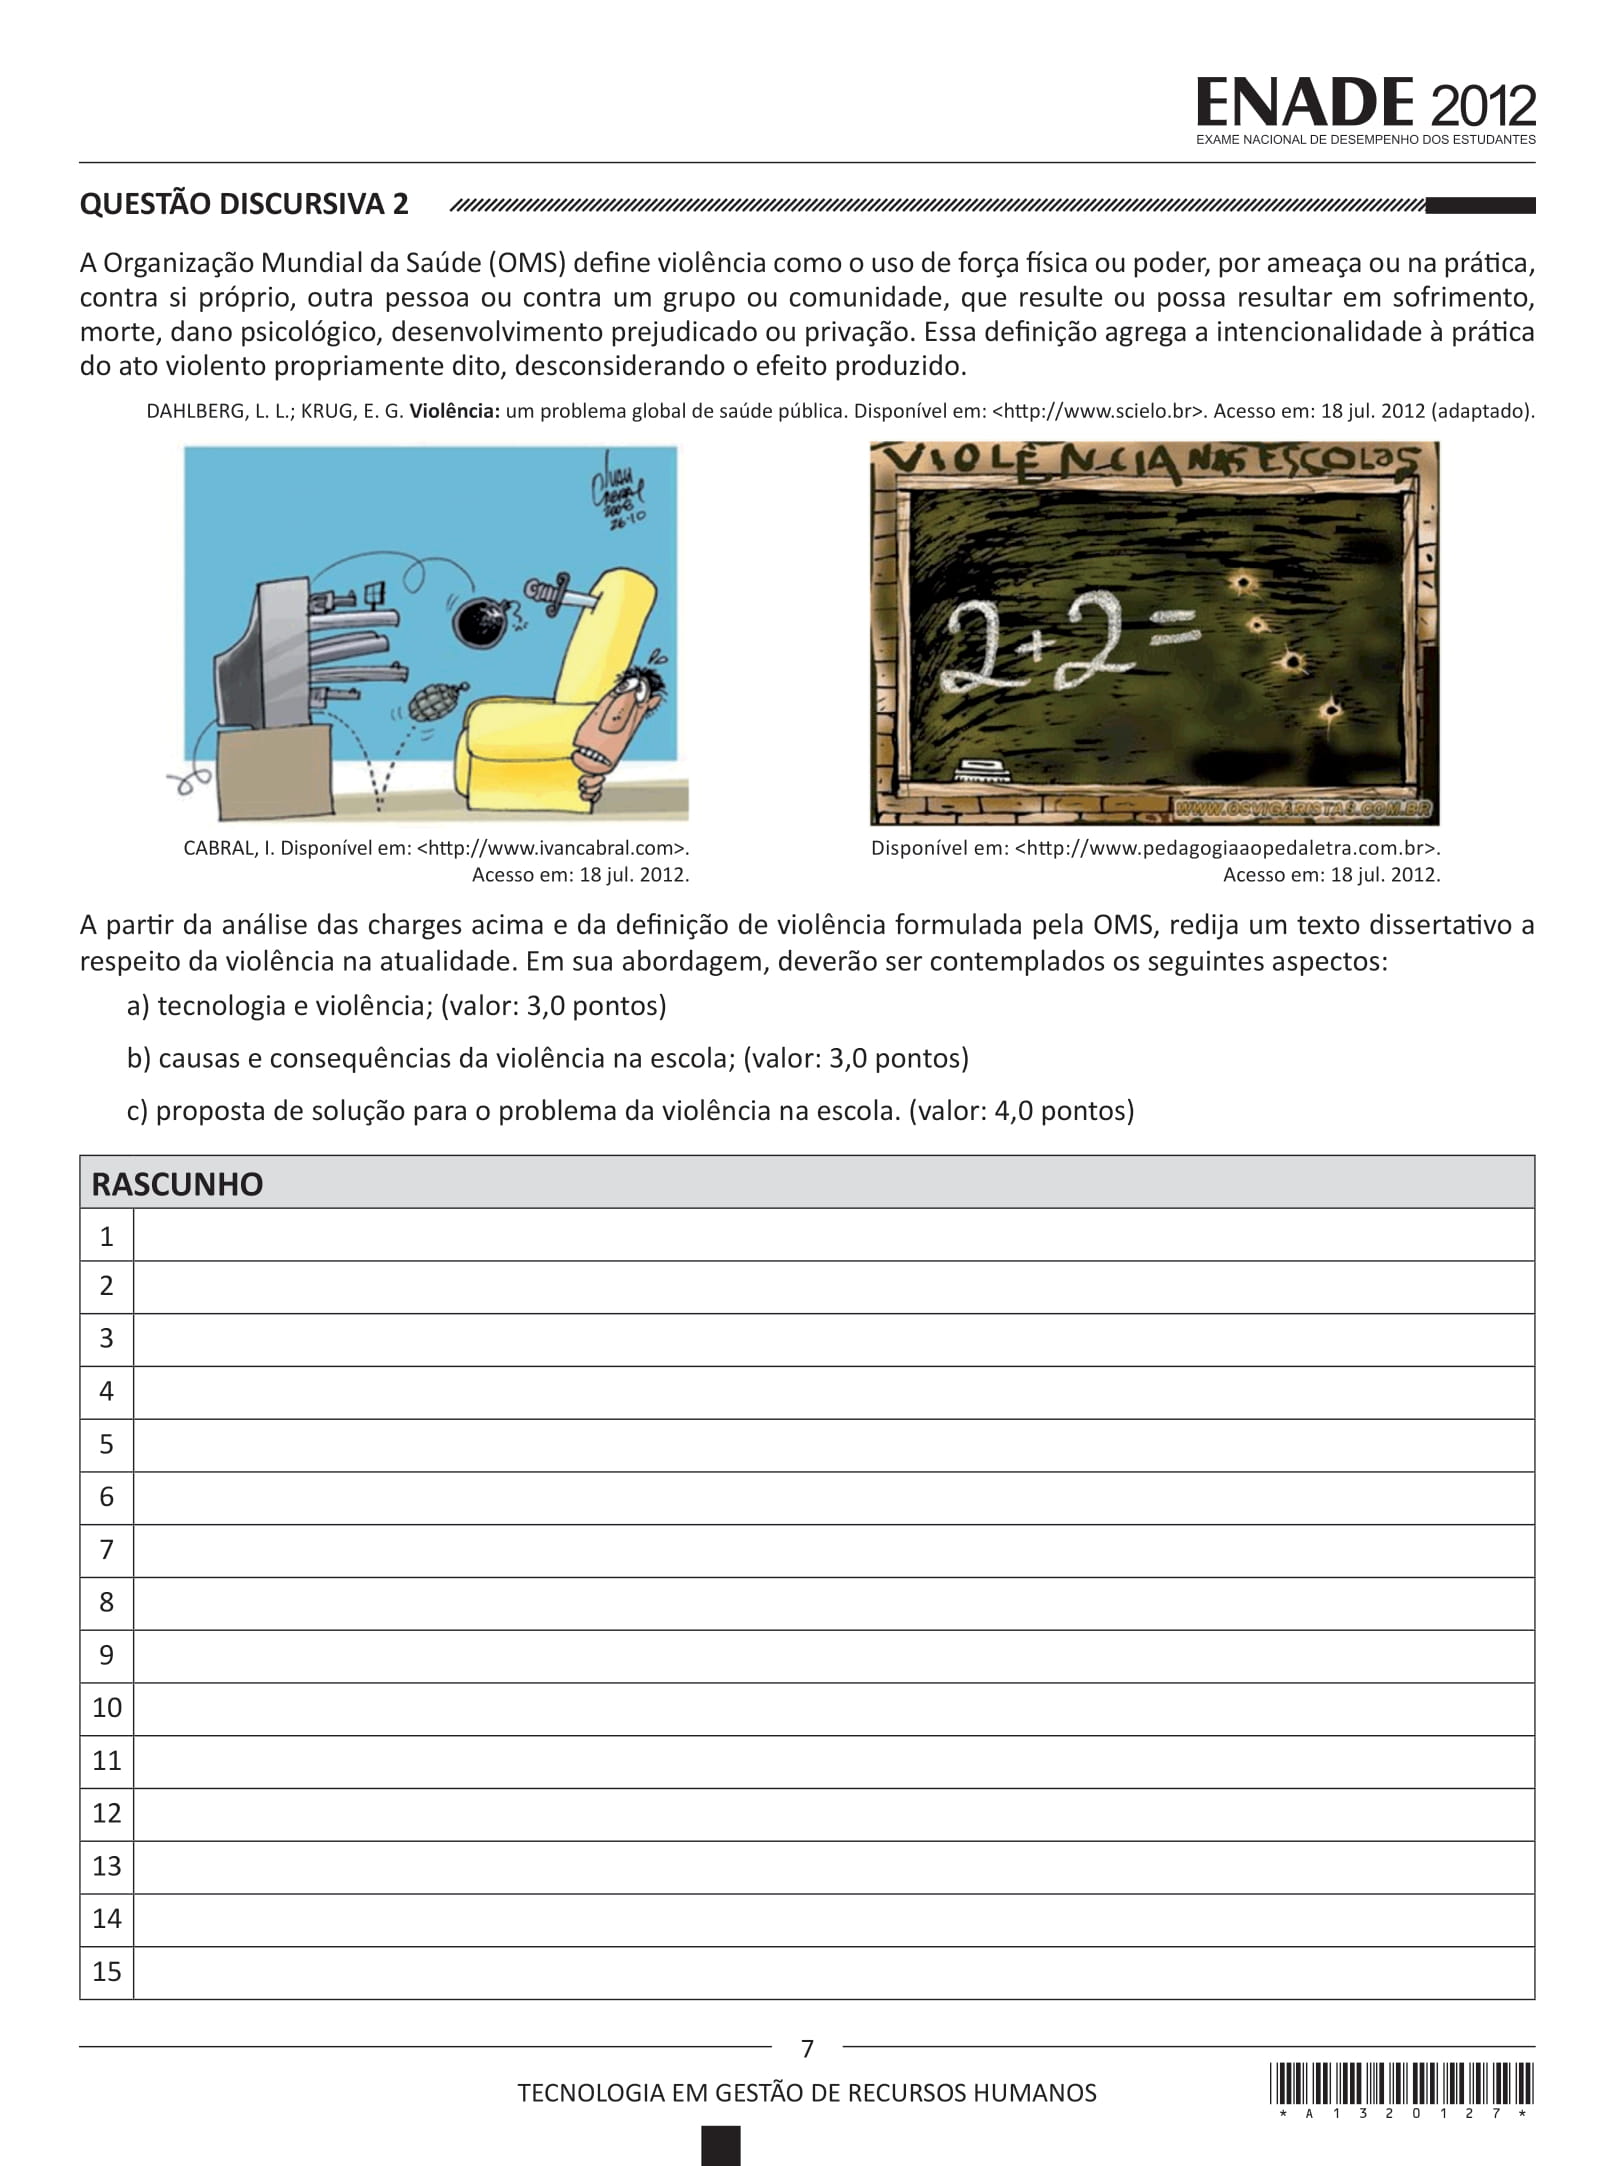 ENADE 2012
EXAME NACIONAL DE DESEMPENHO DOS ESTUDANTES
QUESTÃO DISCURSIVA 2
A Organização Mundial da Saúde (OMS) define violência como o uso de força física ou poder, por ameaça ou na prática,
contra si próprio, outra pessoa ou contra um grupo ou comunidade, que resulte ou possa resultar em sofrimento,
morte, dano psicológico, desenvolvimento prejudicado ou privação. Essa definição agrega a intencionalidade à prática
do ato violento propriamente dito, desconsiderando o efeito produzido.
DAHLBERG, L. L.; KRUG, E. G. Violência: um problema global de saúde pública. Disponível em: <http://www.scielo.br>. Acesso em: 18 jul. 2012 (adaptado).
Ivan
Cabral
2008
26-10
VIOLÊNCIA NAS ESCOLAS
2+2=
WWW.OSVIGARISTAS.COM.BR
CABRAL, I. Disponível em: <http://www.ivancabral.com>.
Acesso em: 18 jul. 2012.
Disponível em: <http://www.pedagogiaaopedaletra.com.br>.
Acesso em: 18 jul. 2012.
A partir da análise das charges acima e da definição de violência formulada pela OMS, redija um texto dissertativo a
respeito da violência na atualidade. Em sua abordagem, deverão ser contemplados os seguintes aspectos:
a) tecnologia e violência; (valor: 3,0 pontos)
b) causas e consequências da violência na escola; (valor: 3,0 pontos)
c) proposta de solução para o problema da violência na escola. (valor: 4,0 pontos)
RASCUNHO
1
2
3
4
5
6
7
8
9
10
11
12
13
14
15
7
TECNOLOGIA EM GESTÃO DE RECURSOS HUMANOS
* A 1 3 2 0 1 2 7 *